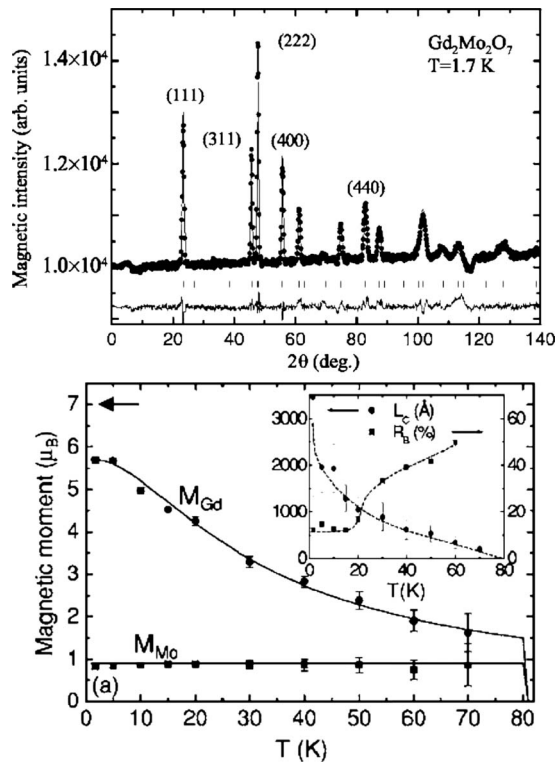 Gd₂Mo₂O₇
T=1.7 K
Magnetic intensity (arb. units)
1.4×10⁴
1.2×10⁴
1.0×10⁴
(111)
(311)
(222)
(400)
(440)
0 20 40 60 80 100 120 140
2θ (deg.)
Magnetic moment (μB)
7
6
5
4
3
2
1
0
M_Gd
M_Mo
(a)
0 10 20 30 40 50 60 70 80
T (K)
L_C (Å)
R_B (%)
3000
2000
1000
0
60
40
20
0
0 20 40 60 80
T(K)